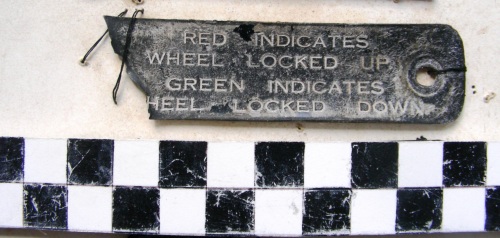 RED INDICATES
WHEEL LOCKED UP
GREEN INDICATES
HEEL LOCKED DOWN